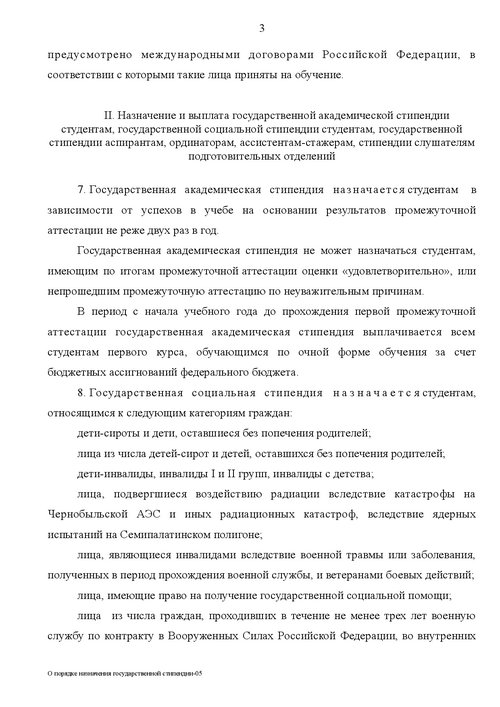 3
предусмотрено международными договорами Российской Федерации, в
соответствии с которыми такие лица приняты на обучение.
II. Назначение и выплата государственной академической стипендии
студентам, государственной социальной стипендии студентам, государственной
стипендии аспирантам, ординаторам, ассистентам-стажерам, стипендии слушателям
подготовительных отделений
7. Государственная академическая стипендия назначается студентам в
зависимости от успехов в учебе на основании результатов промежуточной
аттестации не реже двух раз в год.
Государственная академическая стипендия не может назначаться студентам,
имеющим по итогам промежуточной аттестации оценки «удовлетворительно», или
непрошедшим промежуточную аттестацию по неуважительным причинам.
В период с начала учебного года до прохождения первой промежуточной
аттестации государственная академическая стипендия выплачивается всем
студентам первого курса, обучающимся по очной форме обучения за счет
бюджетных ассигнований федерального бюджета.
8. Государственная социальная стипендия назначается студентам,
относящимся к следующим категориям граждан:
дети-сироты и дети, оставшиеся без попечения родителей;
лица из числа детей-сирот и детей, оставшихся без попечения родителей;
дети-инвалиды, инвалиды I и II групп, инвалиды с детства;
лица, подвергшиеся воздействию радиации вследствие катастрофы на
Чернобыльской АЭС и иных радиационных катастроф, вследствие ядерных
испытаний на Семипалатинском полигоне;
лица, являющиеся инвалидами вследствие военной травмы или заболевания,
полученных в период прохождения военной службы, и ветеранами боевых действий;
лица, имеющие право на получение государственной социальной помощи;
лица из числа граждан, проходивших в течение не менее трех лет военную
службу по контракту в Вооруженных Силах Российской Федерации, во внутренних
О порядке назначения государственной стипендии-05